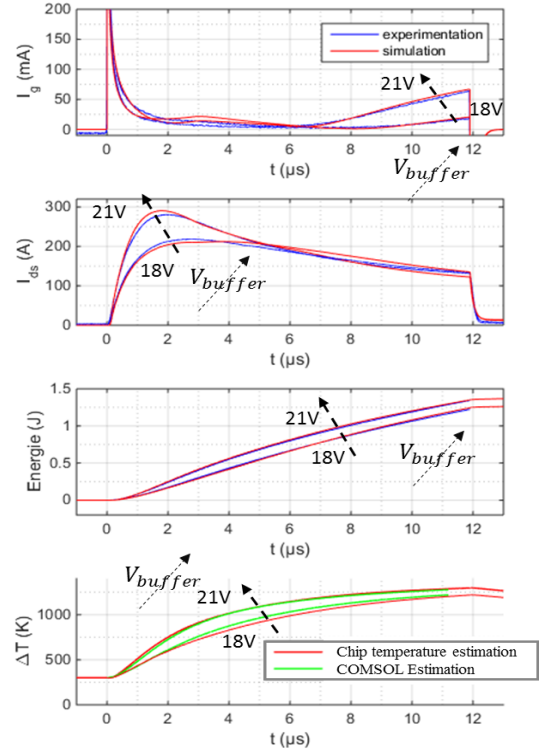 200
150
100
50
0
I_g (mA)
experimentation
simulation
21V
18V
0 2 4 6 8 10 12
t (µs)
V_buffer
300
200
100
0
I_ds (A)
21V
18V
V_buffer
0 2 4 6 8 10 12
t (µs)
1.5
1
0.5
0
Energie (J)
21V
18V
V_buffer
0 2 4 6 8 10 12
t (µs)
V_buffer
1000
500
0
ΔT (K)
21V
18V
Chip temperature estimation
COMSOL Estimation
0 2 4 6 8 10 12
t (µs)